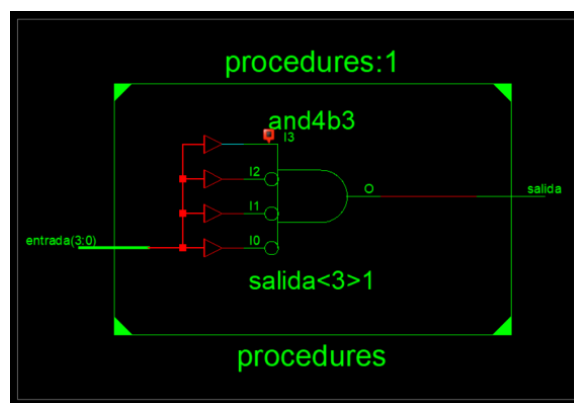 procedures:1
and4b3
I3
I2
I1
I0
O
entrada(3:0)
salida
salida<3>1
procedures